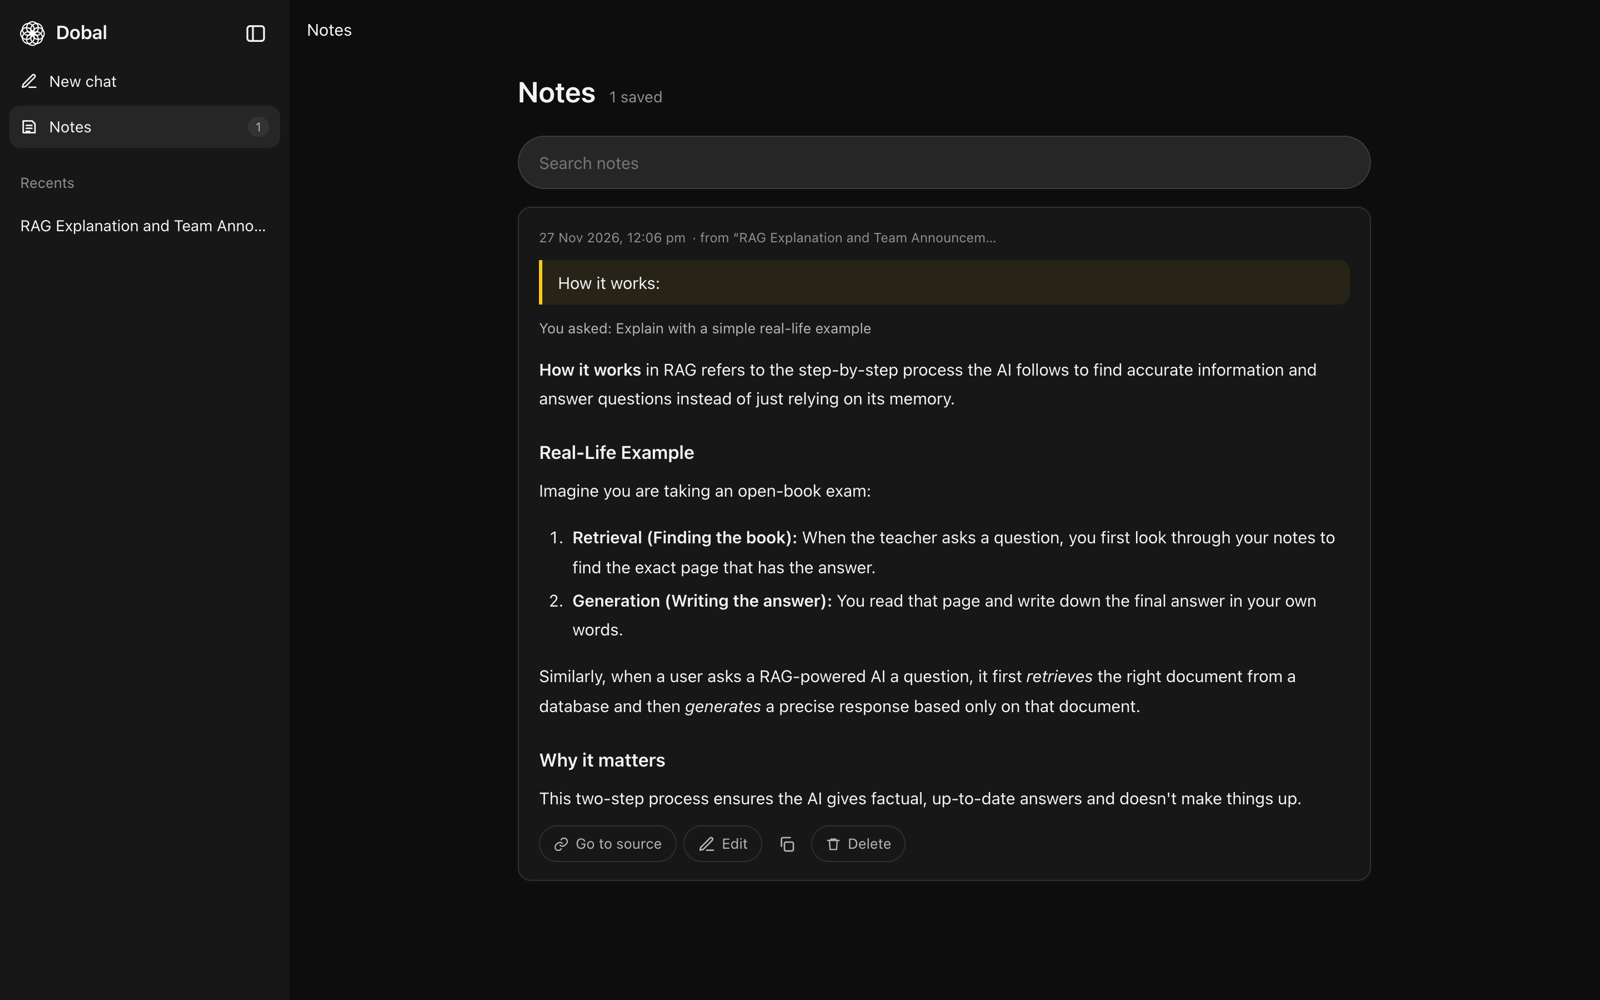 Dobal
New chat
Notes 1
Recents
RAG Explanation and Team Anno...
Notes
Notes 1 saved
Search notes
27 Nov 2026, 12:06 pm · from “RAG Explanation and Team Announcem...
How it works:
You asked: Explain with a simple real-life example
How it works in RAG refers to the step-by-step process the AI follows to find accurate information and
answer questions instead of just relying on its memory.
Real-Life Example
Imagine you are taking an open-book exam:
1. Retrieval (Finding the book): When the teacher asks a question, you first look through your notes to
find the exact page that has the answer.
2. Generation (Writing the answer): You read that page and write down the final answer in your own
words.
Similarly, when a user asks a RAG-powered AI a question, it first retrieves the right document from a
database and then generates a precise response based only on that document.
Why it matters
This two-step process ensures the AI gives factual, up-to-date answers and doesn't make things up.
Go to source Edit Delete